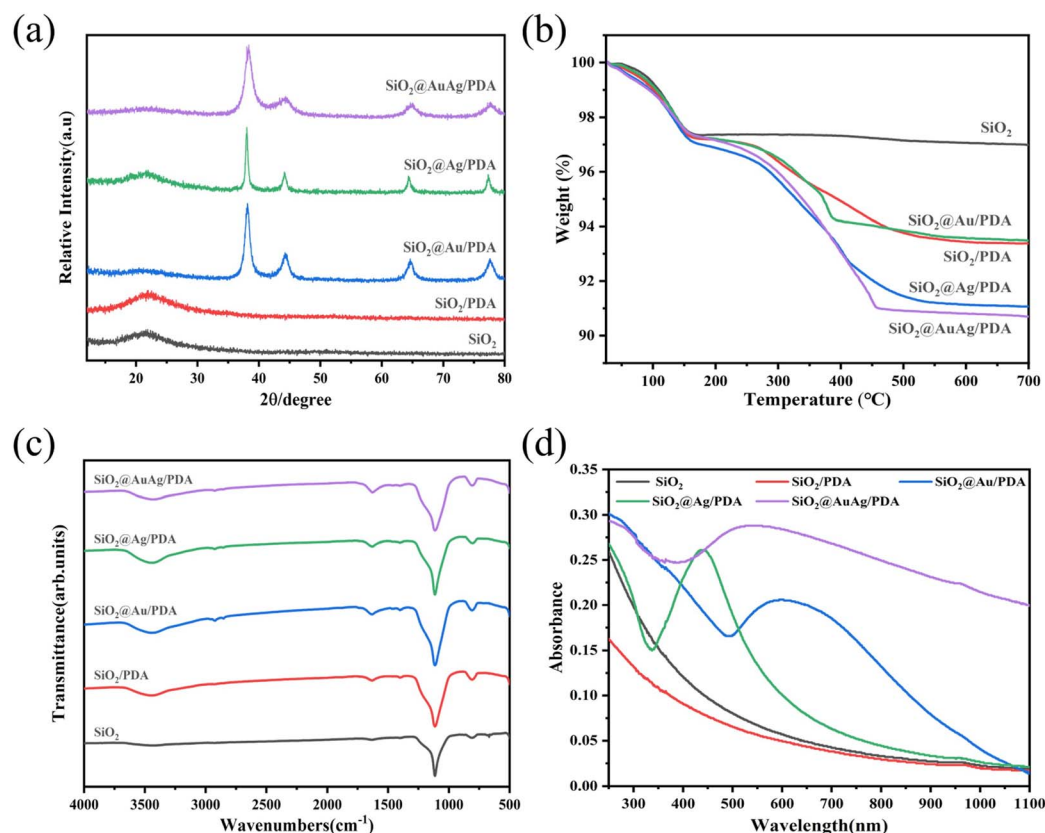 (a)
Relative Intensity(a.u)
SiO₂@AuAg/PDA
SiO₂@Ag/PDA
SiO₂@Au/PDA
SiO₂/PDA
SiO₂
20 30 40 50 60 70 80
2θ/degree
(b)
Weight (%)
100
98
96
94
92
90
SiO₂
SiO₂@Au/PDA
SiO₂/PDA
SiO₂@Ag/PDA
SiO₂@AuAg/PDA
100 200 300 400 500 600 700
Temperature (°C)
(c)
Transmittance(arb.units)
SiO₂@AuAg/PDA
SiO₂@Ag/PDA
SiO₂@Au/PDA
SiO₂/PDA
SiO₂
4000 3500 3000 2500 2000 1500 1000 500
Wavenumbers(cm⁻¹)
(d)
Absorbance
0.35
0.30
0.25
0.20
0.15
0.10
0.05
0.00
SiO₂ SiO₂/PDA SiO₂@Au/PDA
SiO₂@Ag/PDA SiO₂@AuAg/PDA
300 400 500 600 700 800 900 1000 1100
Wavelength(nm)